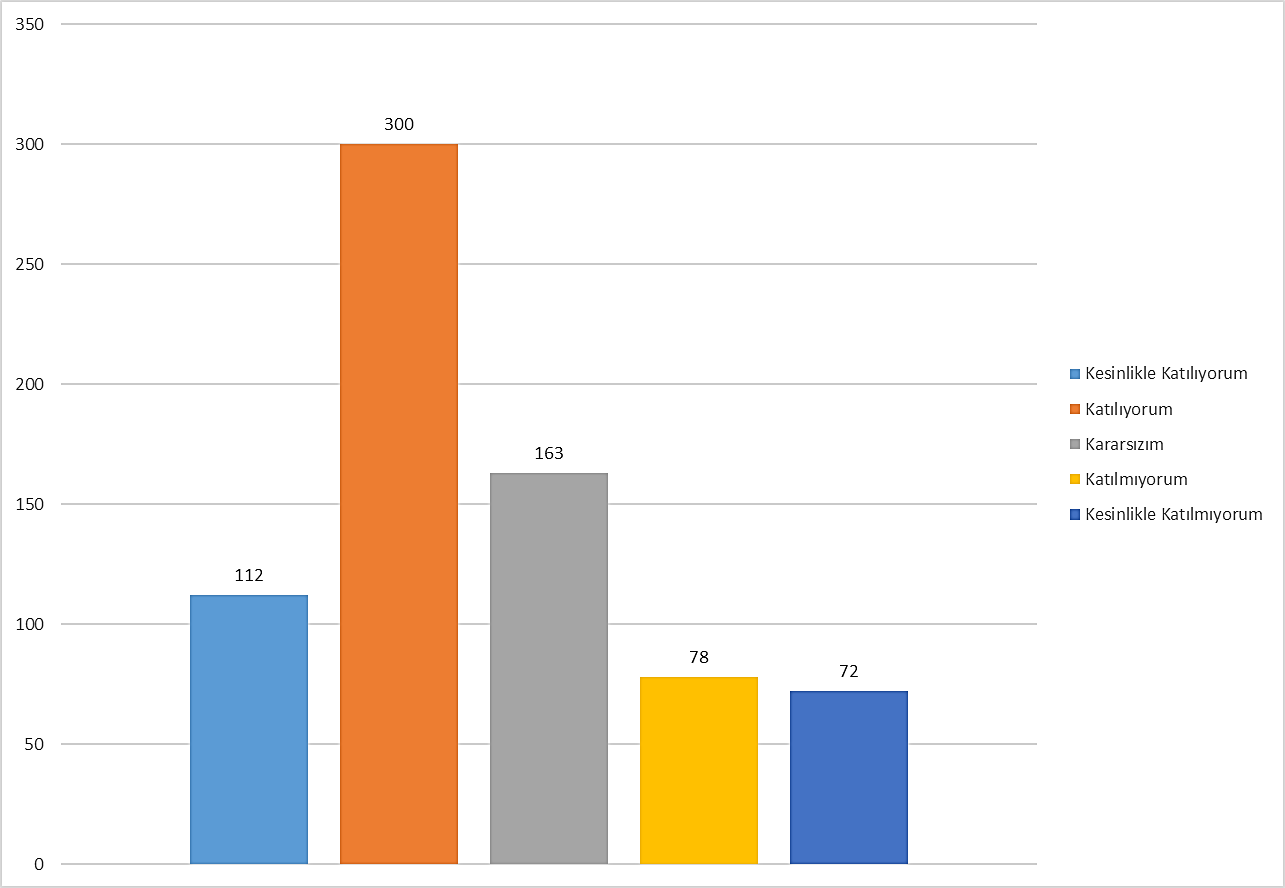 350
300
250
200
150
100
50
0
112
300
163
78
72
Kesinlikle Katılıyorum
Katılıyorum
Kararsızım
Katılmıyorum
Kesinlikle Katılmıyorum